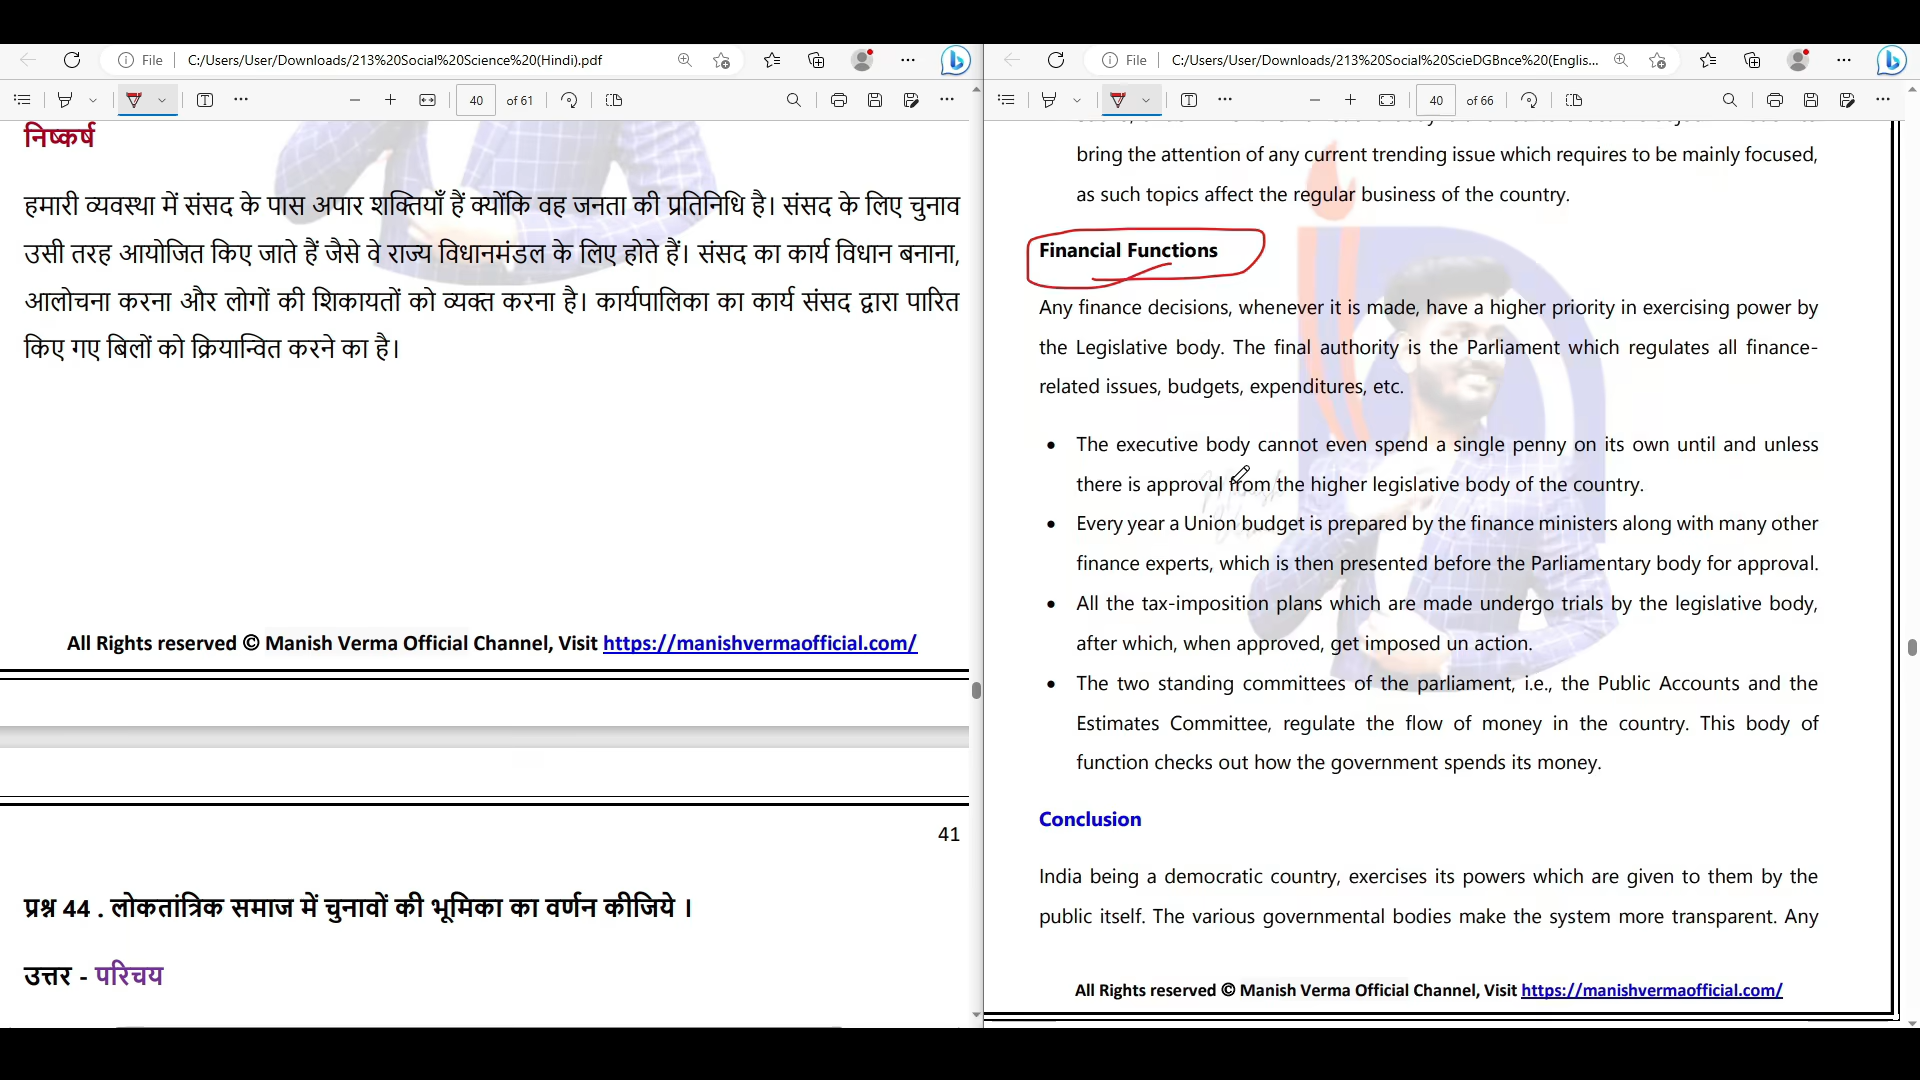 File
C:/Users/User/Downloads/213%20Social%20Science%20(Hindi).pdf
40 of 61
निष्कर्ष
हमारी व्यवस्था में संसद के पास अपार शक्तियाँ हैं क्योंकि वह जनता की प्रतिनिधि है। संसद के लिए चुनाव
उसी तरह आयोजित किए जाते हैं जैसे वे राज्य विधानमंडल के लिए होते हैं। संसद का कार्य विधान बनाना,
आलोचना करना और लोगों की शिकायतों को व्यक्त करना है। कार्यपालिका का कार्य संसद द्वारा पारित
किए गए बिलों को क्रियान्वित करने का है।
All Rights reserved © Manish Verma Official Channel, Visit https://manishvermaofficial.com/
41
प्रश्न 44 . लोकतांत्रिक समाज में चुनावों की भूमिका का वर्णन कीजिये ।
उत्तर - परिचय
File
C:/Users/User/Downloads/213%20Social%20ScieDGBnce%20(Englis...
40 of 66
bring the attention of any current trending issue which requires to be mainly focused,
as such topics affect the regular business of the country.
Financial Functions
Any finance decisions, whenever it is made, have a higher priority in exercising power by
the Legislative body. The final authority is the Parliament which regulates all finance-
related issues, budgets, expenditures, etc.
• The executive body cannot even spend a single penny on its own until and unless
there is approval from the higher legislative body of the country.
• Every year a Union budget is prepared by the finance ministers along with many other
finance experts, which is then presented before the Parliamentary body for approval.
• All the tax-imposition plans which are made undergo trials by the legislative body,
after which, when approved, get imposed un action.
• The two standing committees of the parliament, i.e., the Public Accounts and the
Estimates Committee, regulate the flow of money in the country. This body of
function checks out how the government spends its money.
Conclusion
India being a democratic country, exercises its powers which are given to them by the
public itself. The various governmental bodies make the system more transparent. Any
All Rights reserved © Manish Verma Official Channel, Visit https://manishvermaofficial.com/